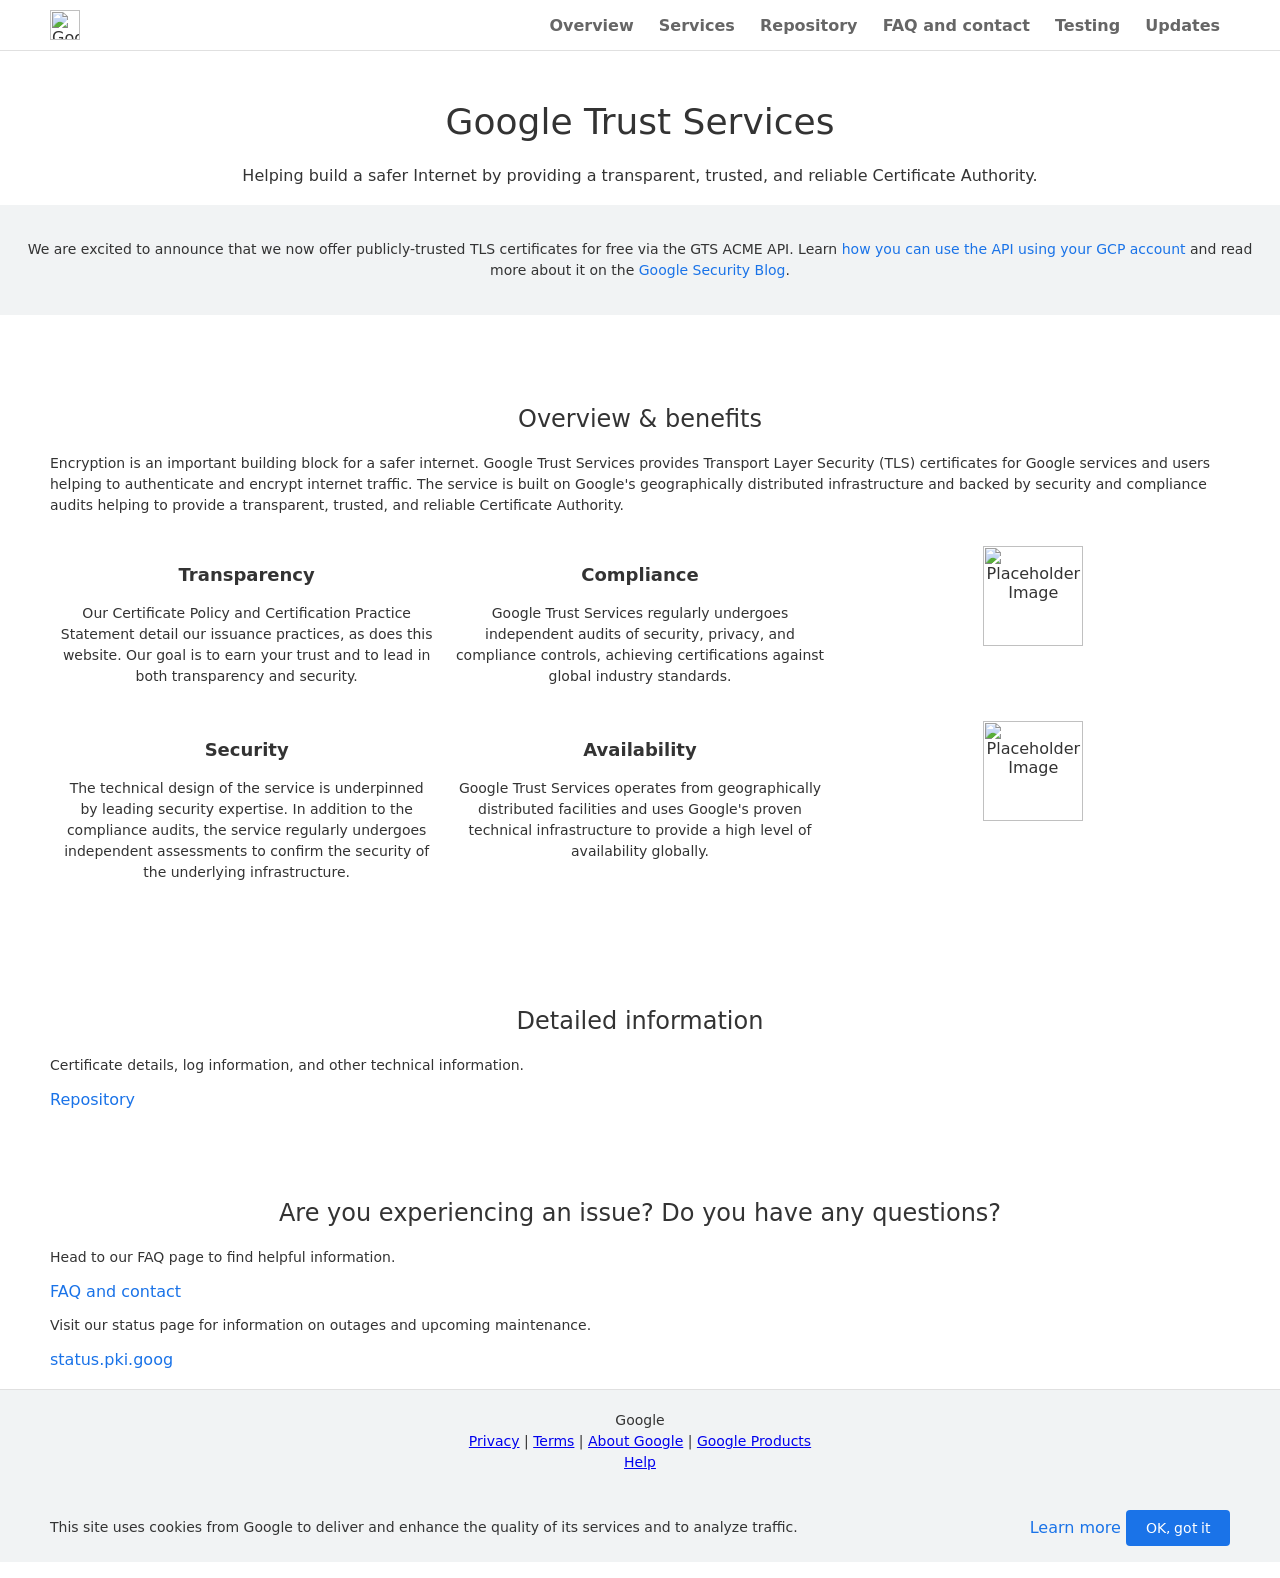 Overview Services Repository FAQ and contact Testing Updates
Google Trust Services
Helping build a safer Internet by providing a transparent, trusted, and reliable Certificate Authority.
We are excited to announce that we now offer publicly-trusted TLS certificates for free via the GTS ACME API. Learn how you can use the API using your GCP account and read
more about it on the Google Security Blog.
Overview & benefits
Encryption is an important building block for a safer internet. Google Trust Services provides Transport Layer Security (TLS) certificates for Google services and users
helping to authenticate and encrypt internet traffic. The service is built on Google's geographically distributed infrastructure and backed by security and compliance
audits helping to provide a transparent, trusted, and reliable Certificate Authority.
Transparency
Our Certificate Policy and Certification Practice
Statement detail our issuance practices, as does this
website. Our goal is to earn your trust and to lead in
both transparency and security.
Compliance
Google Trust Services regularly undergoes
independent audits of security, privacy, and
compliance controls, achieving certifications against
global industry standards.
Placeholder
Image
Security
The technical design of the service is underpinned
by leading security expertise. In addition to the
compliance audits, the service regularly undergoes
independent assessments to confirm the security of
the underlying infrastructure.
Availability
Google Trust Services operates from geographically
distributed facilities and uses Google's proven
technical infrastructure to provide a high level of
availability globally.
Placeholder
Image
Detailed information
Certificate details, log information, and other technical information.
Repository
Are you experiencing an issue? Do you have any questions?
Head to our FAQ page to find helpful information.
FAQ and contact
Visit our status page for information on outages and upcoming maintenance.
status.pki.goog
Google
Privacy | Terms | About Google | Google Products
Help
This site uses cookies from Google to deliver and enhance the quality of its services and to analyze traffic.
Learn more OK, got it